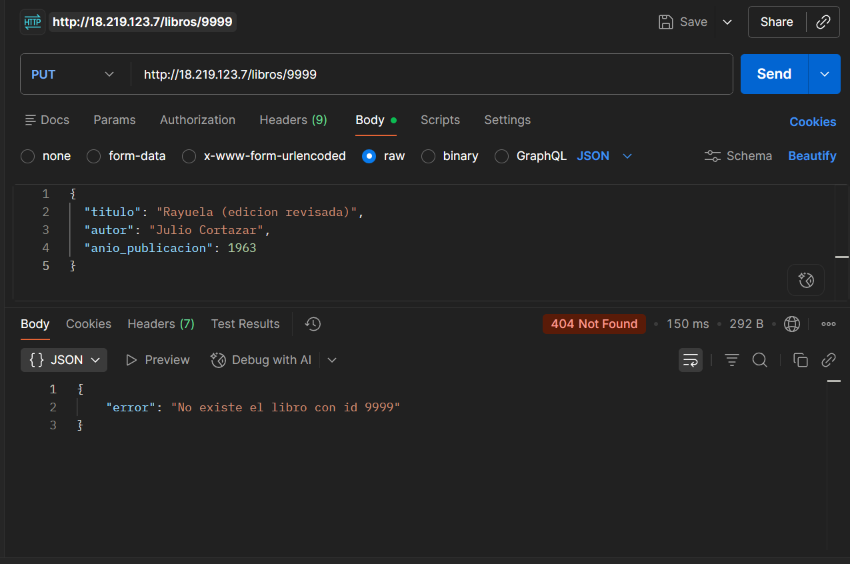 HTTP http://18.219.123.7/libros/9999 Save Share
PUT http://18.219.123.7/libros/9999 Send
Docs Params Authorization Headers (9) Body Scripts Settings Cookies
none form-data x-www-form-urlencoded raw binary GraphQL JSON Schema Beautify
1 {
2 "titulo": "Rayuela (edicion revisada)",
3 "autor": "Julio Cortazar",
4 "anio_publicacion": 1963
5 }
Body Cookies Headers (7) Test Results 404 Not Found • 150 ms • 292 B •
{} JSON Preview Debug with AI
1 {
2 "error": "No existe el libro con id 9999"
3 }